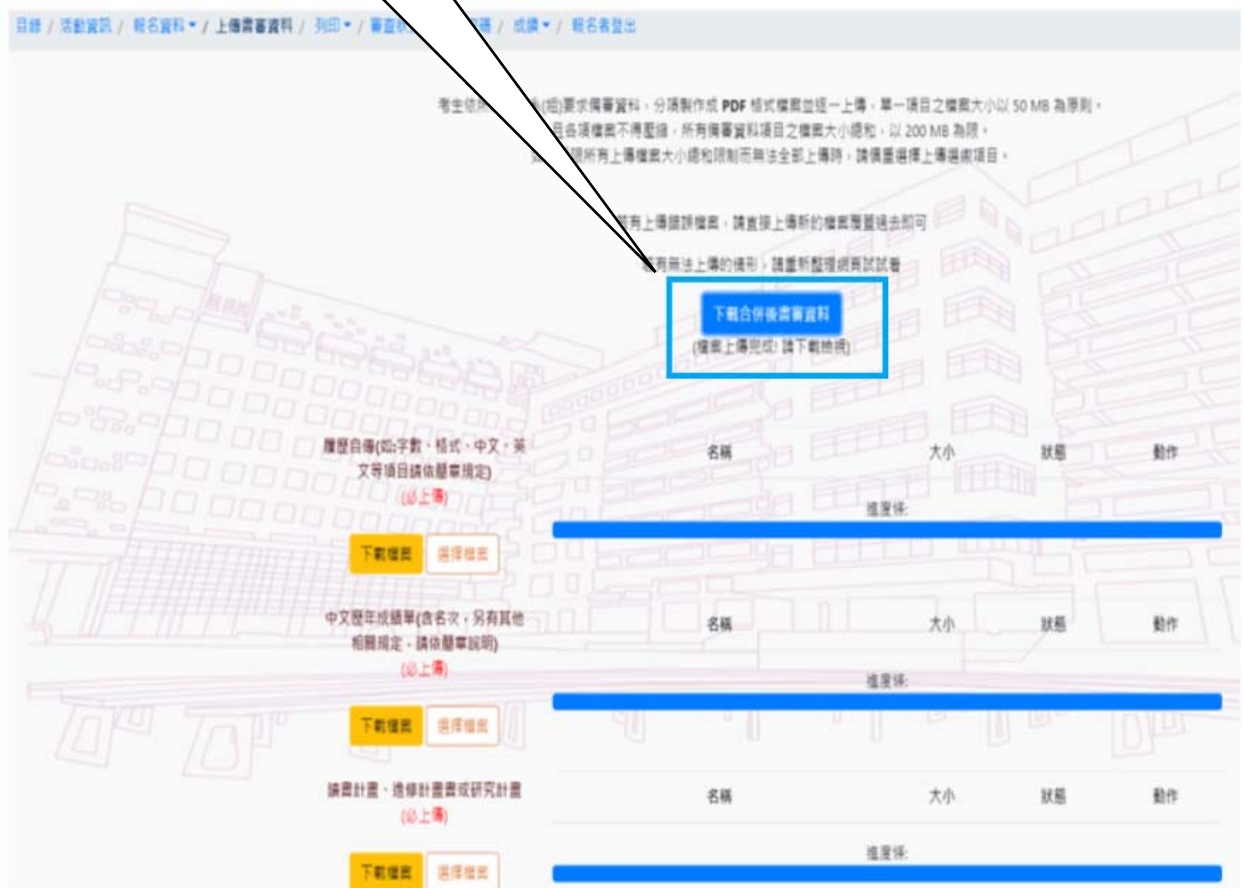 目錄 / 活動資訊 / 報名資料 / 上傳書審資料 / 列印 / 審查狀 / 成績 / 報名者登出
考生依所 (組)要求備審資料，分項製作成 PDF 格式檔案並逐一上傳，單一項目之檔案大小以 50 MB 為原則，
且各項檔案不得壓縮，所有備審資料項目之檔案大小總和，以 200 MB 為限。
限所有上傳檔案大小總和限制而無法全部上傳時，請慎重選擇上傳選繳項目。
若有上傳錯誤檔案，請直接上傳新的檔案覆蓋過去即可
若有無法上傳的情形，請重新整理網頁試試看
下載合併後書審資料
(檔案上傳完成! 請下載檢視)
履歷自傳(如:字數、格式、中文、英
文等項目請依簡章規定)
(必上傳)
名稱 大小 狀態 動作
進度條:
下載檔案 選擇檔案
中文歷年成績單(含名次，另有其他
相關規定，請依簡章說明)
(必上傳)
名稱 大小 狀態 動作
進度條:
下載檔案 選擇檔案
讀書計畫、進修計畫書或研究計畫
(必上傳)
名稱 大小 狀態 動作
進度條:
下載檔案 選擇檔案